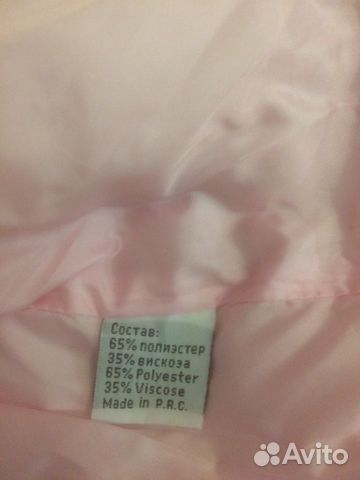 Состав:
65% полиэстер
35% вискоза
65% Polyester
35% Viscose
Made in P.R.C.
Avito